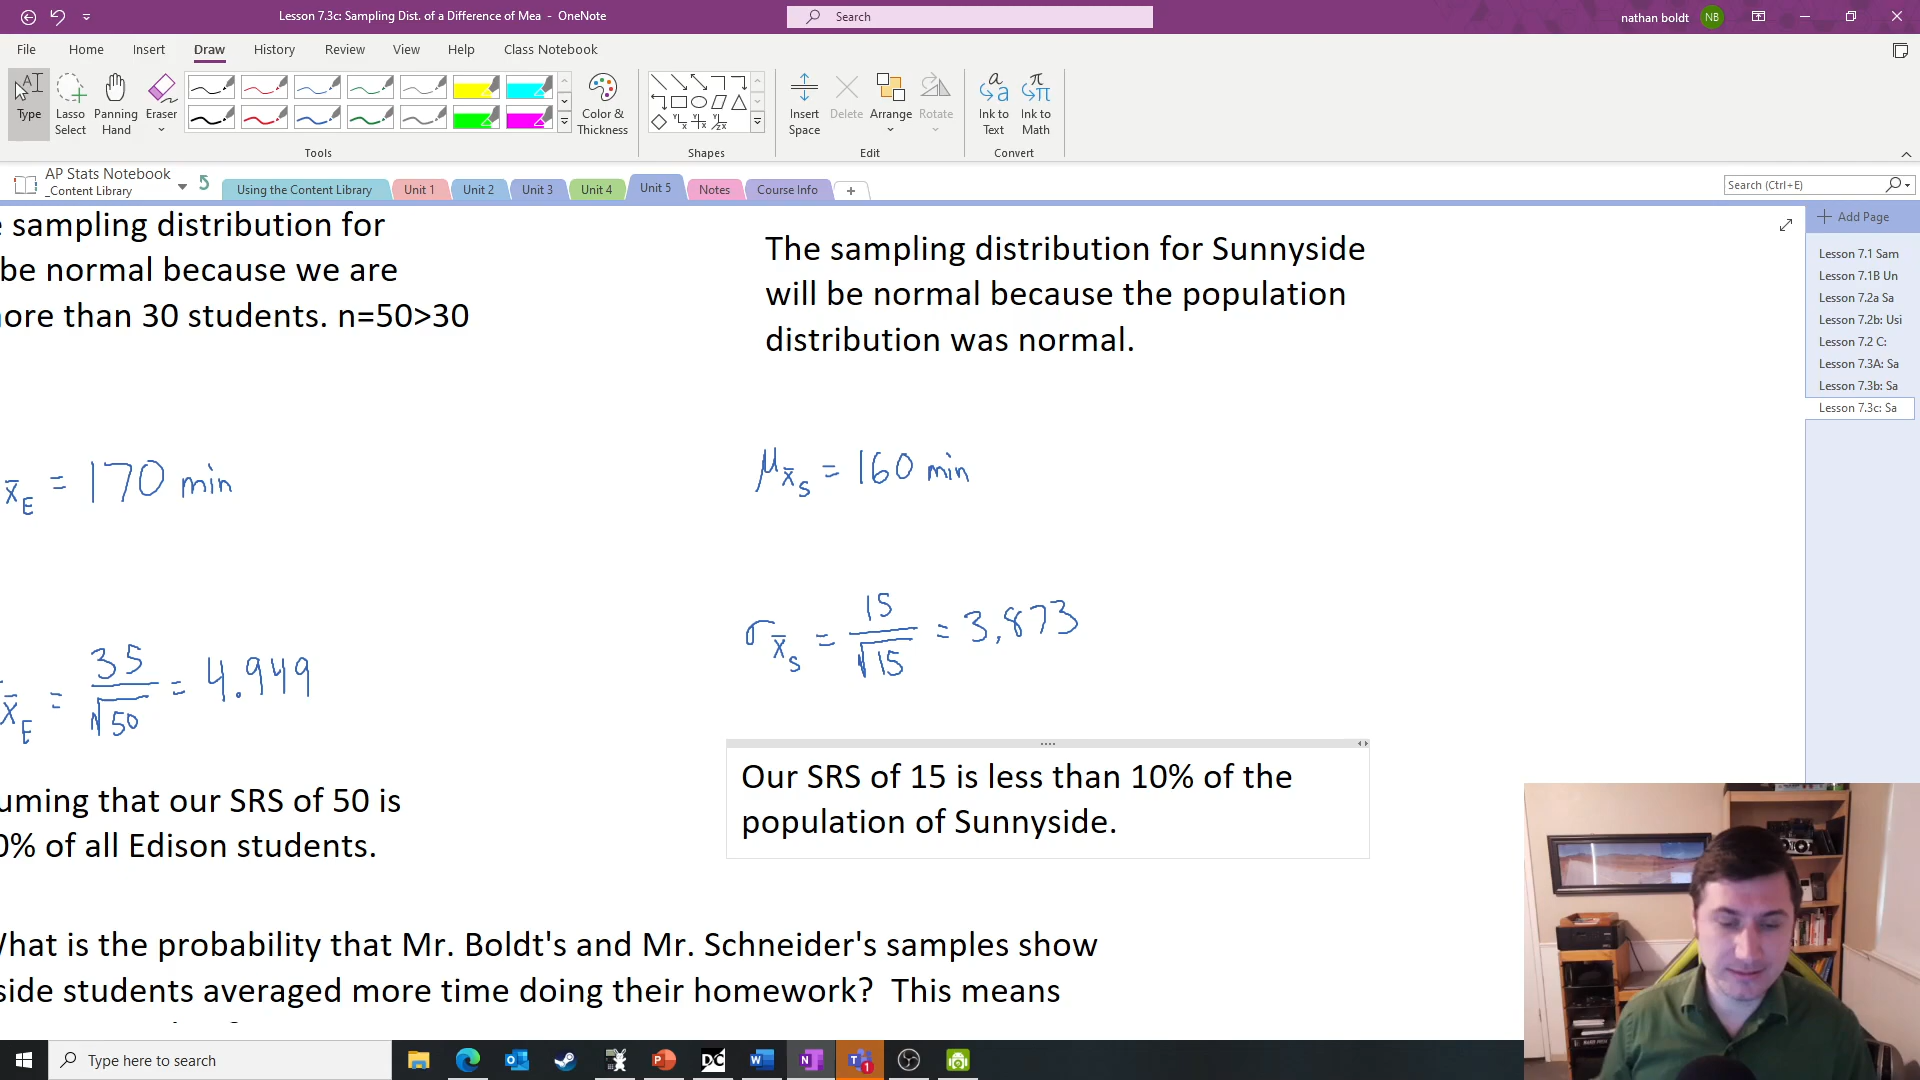 Lesson 7.3c: Sampling Dist. of a Difference of Mea - OneNote
Search
nathan boldt
NB
File Home Insert Draw History Review View Help Class Notebook
Type
Lasso Select
Panning Hand
Eraser
Color & Thickness
Insert Space
Delete
Arrange
Rotate
Ink to Text
Ink to Math
Tools
Shapes
Edit
Convert
AP Stats Notebook
_Content Library
Using the Content Library
Unit 1
Unit 2
Unit 3
Unit 4
Unit 5
Notes
Course Info
Search (Ctrl+E)
Add Page
Lesson 7.1 Sam
Lesson 7.1B Un
Lesson 7.2a Sa
Lesson 7.2b: Usi
Lesson 7.2 C:
Lesson 7.3A: Sa
Lesson 7.3b: Sa
Lesson 7.3c: Sa
e sampling distribution for
be normal because we are
ore than 30 students. n=50>30
x̄_E = 170 min
x̄_E = 35/√50 = 4.949
uming that our SRS of 50 is
0% of all Edison students.
The sampling distribution for Sunnyside
will be normal because the population
distribution was normal.
μ_x̄_S = 160 min
σ_x̄_S = 15/√15 = 3.873
Our SRS of 15 is less than 10% of the
population of Sunnyside.
What is the probability that Mr. Boldt's and Mr. Schneider's samples show
side students averaged more time doing their homework? This means
Type here to search